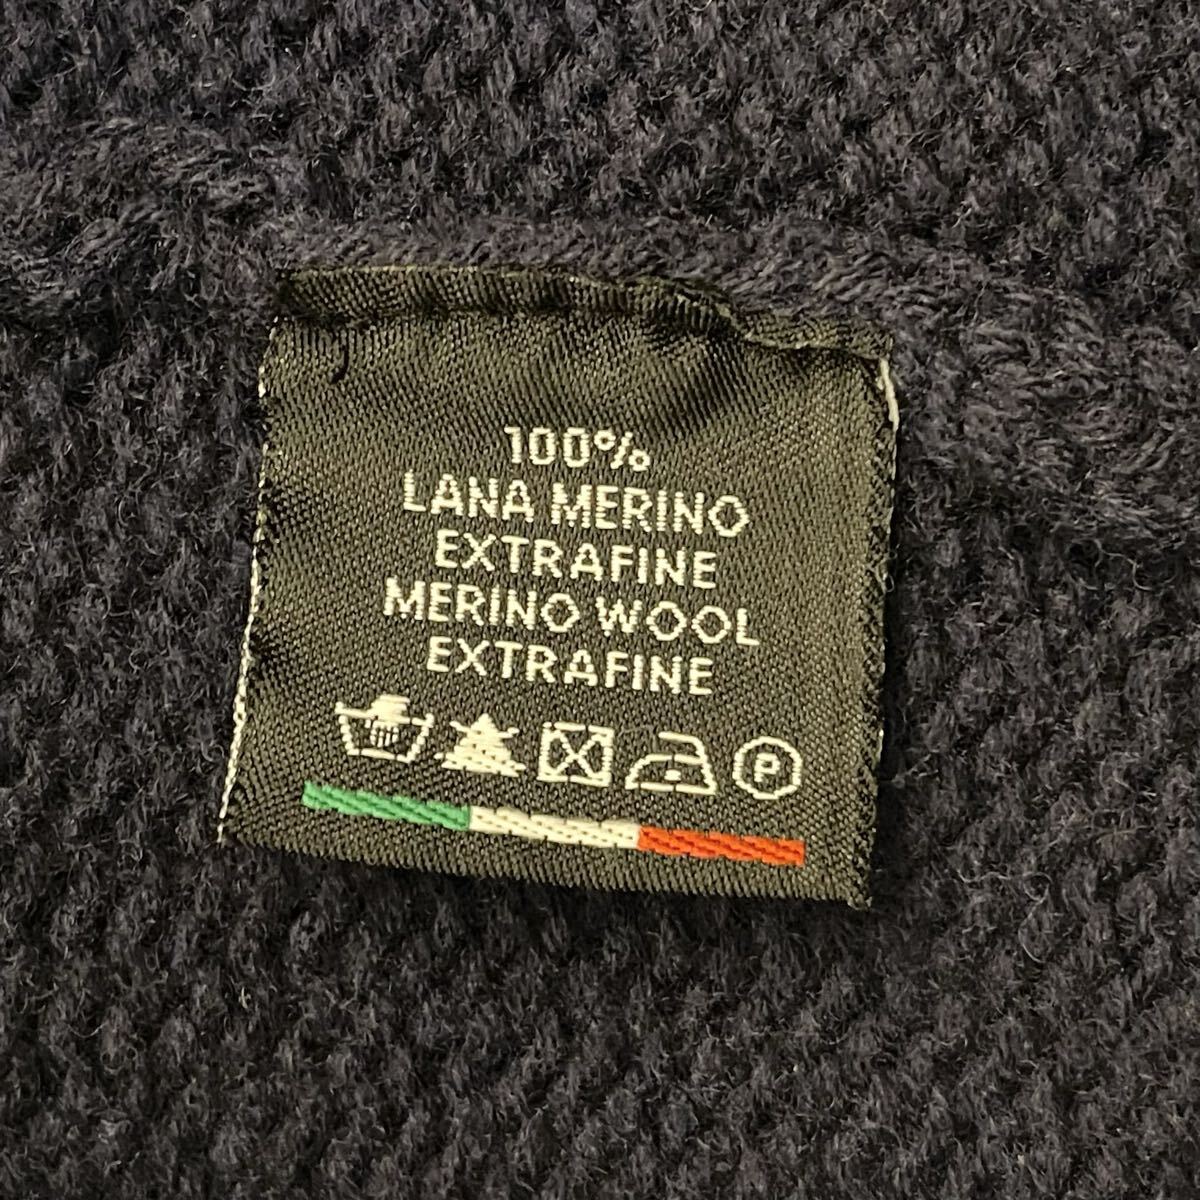 100%
LANA MERINO
EXTRAFINE
MERINO WOOL
EXTRAFINE
P